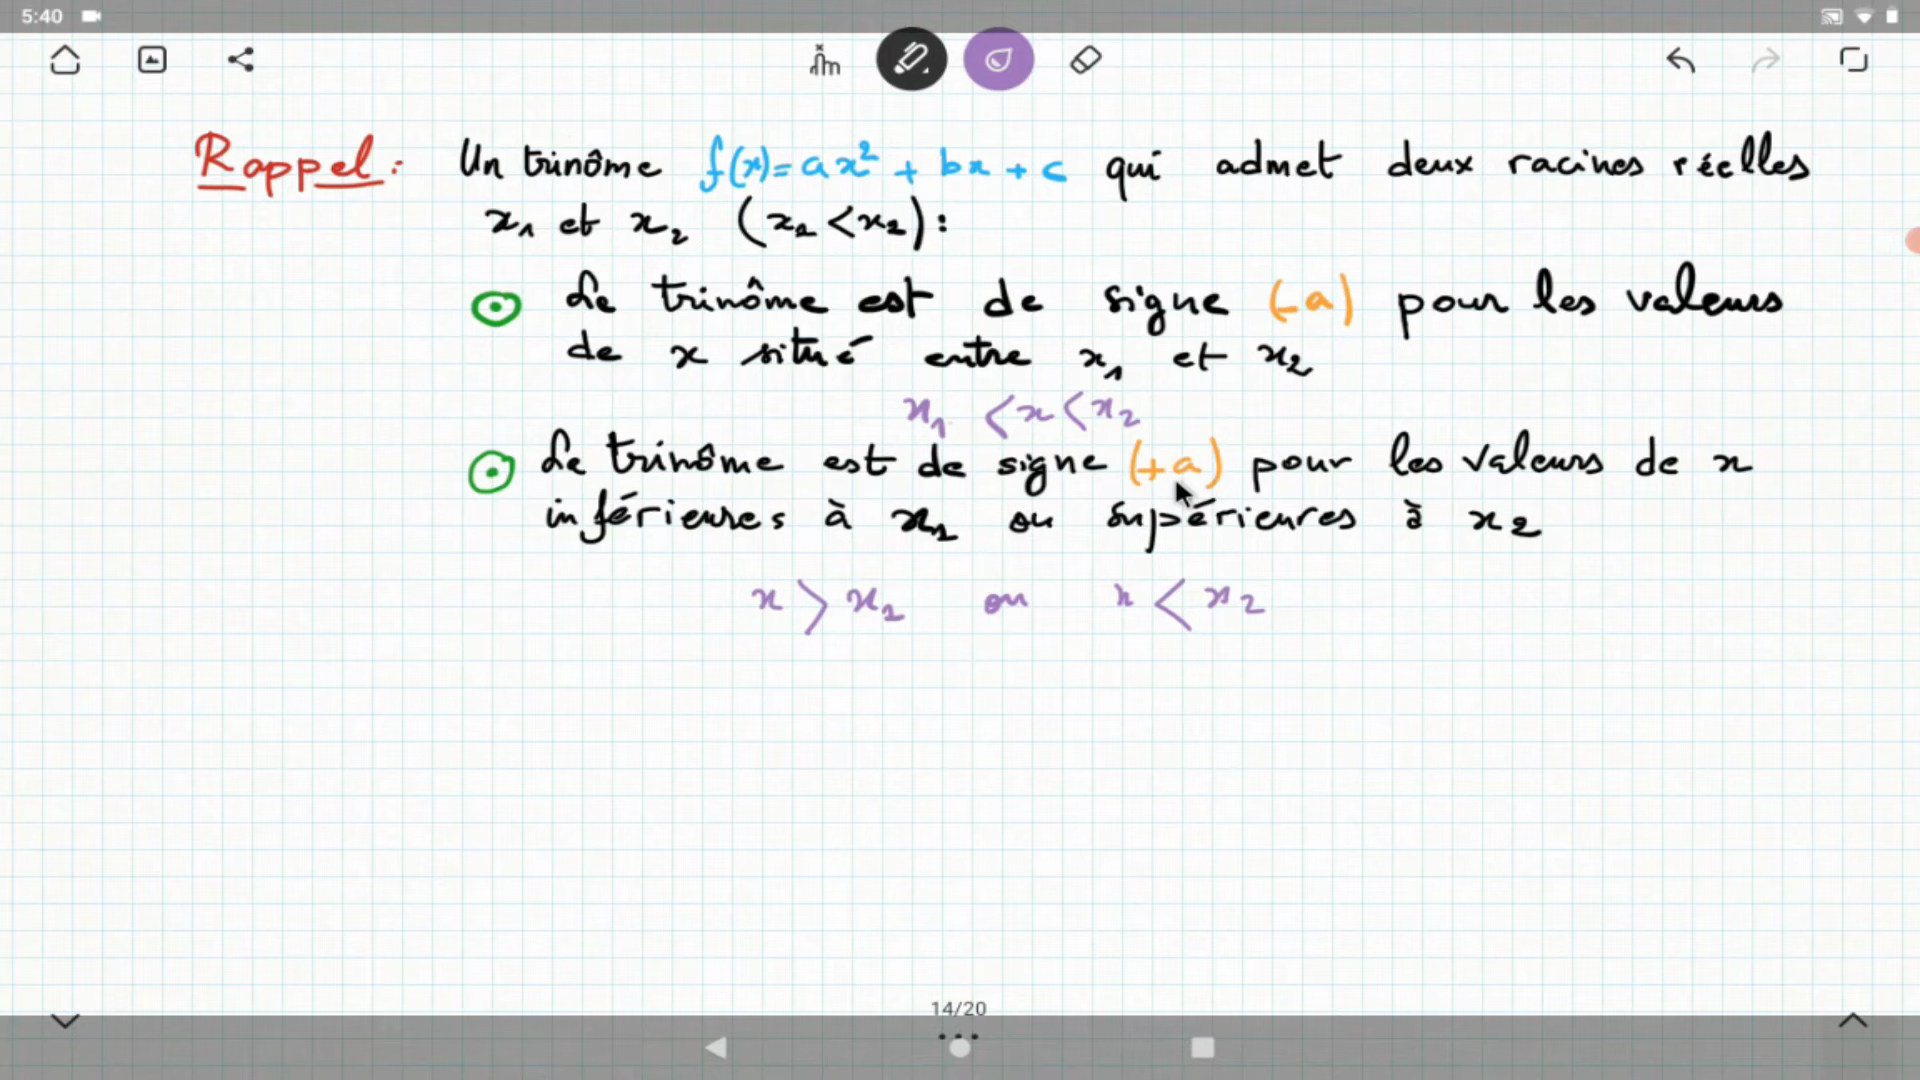 5:40
Rappel: Un trinôme f(x)= ax² + bx + c qui admet deux racines réelles
x₁ et x₂ (x₁ < x₂):
Le trinôme est de signe (-a) pour les valeurs
de x situé entre x₁ et x₂
x₁ < x < x₂
Le trinôme est de signe (+a) pour les valeurs de x
inférieures à x₁ ou supérieures à x₂
x > x₁ ou x < x₂
14/20